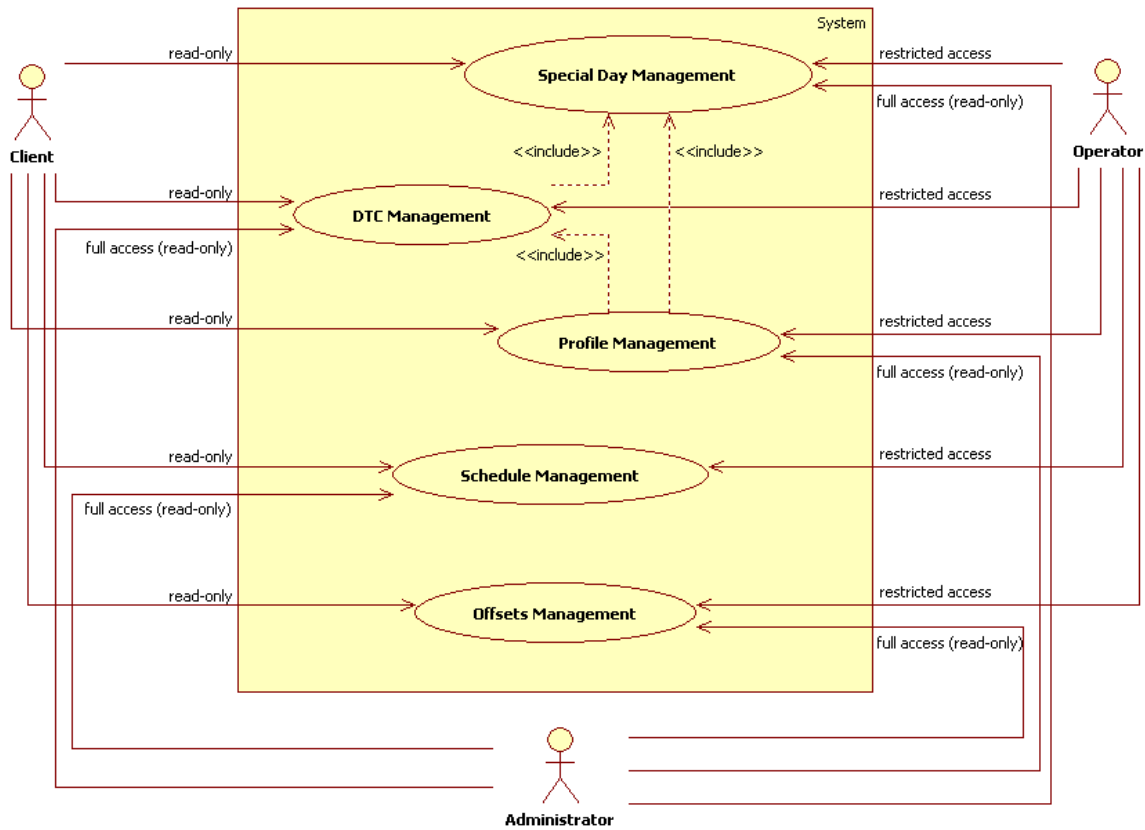 System
read-only
restricted access
Special Day Management
full access (read-only)
Client
Operator
<<include>>
<<include>>
read-only
restricted access
DTC Management
full access (read-only)
<<include>>
read-only
restricted access
Profile Management
full access (read-only)
read-only
restricted access
Schedule Management
full access (read-only)
read-only
restricted access
Offsets Management
full access (read-only)
Administrator